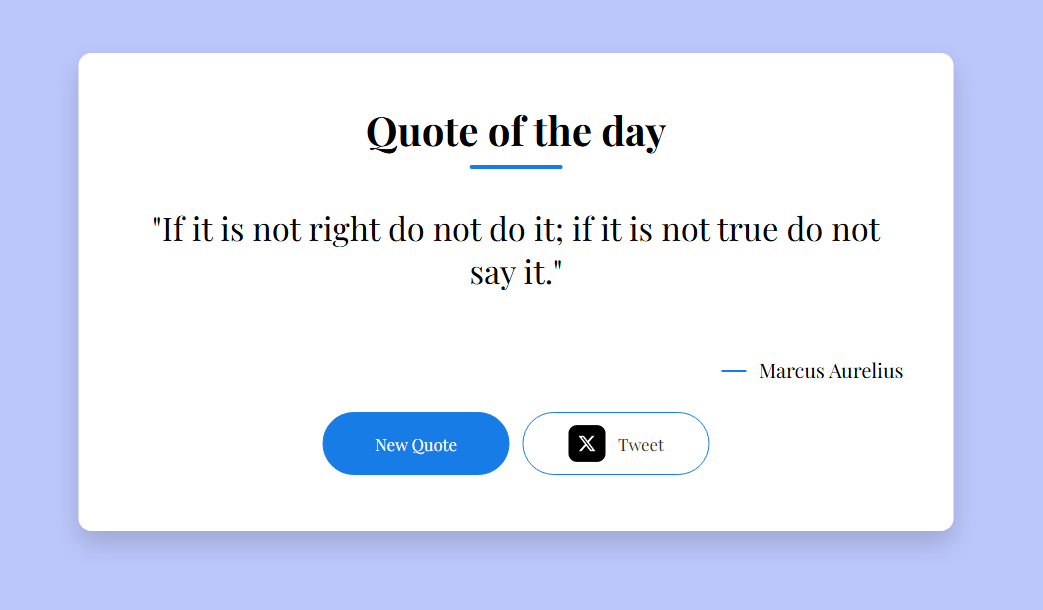 Quote of the day
"If it is not right do not do it; if it is not true do not
say it."
— Marcus Aurelius
New Quote
X Tweet